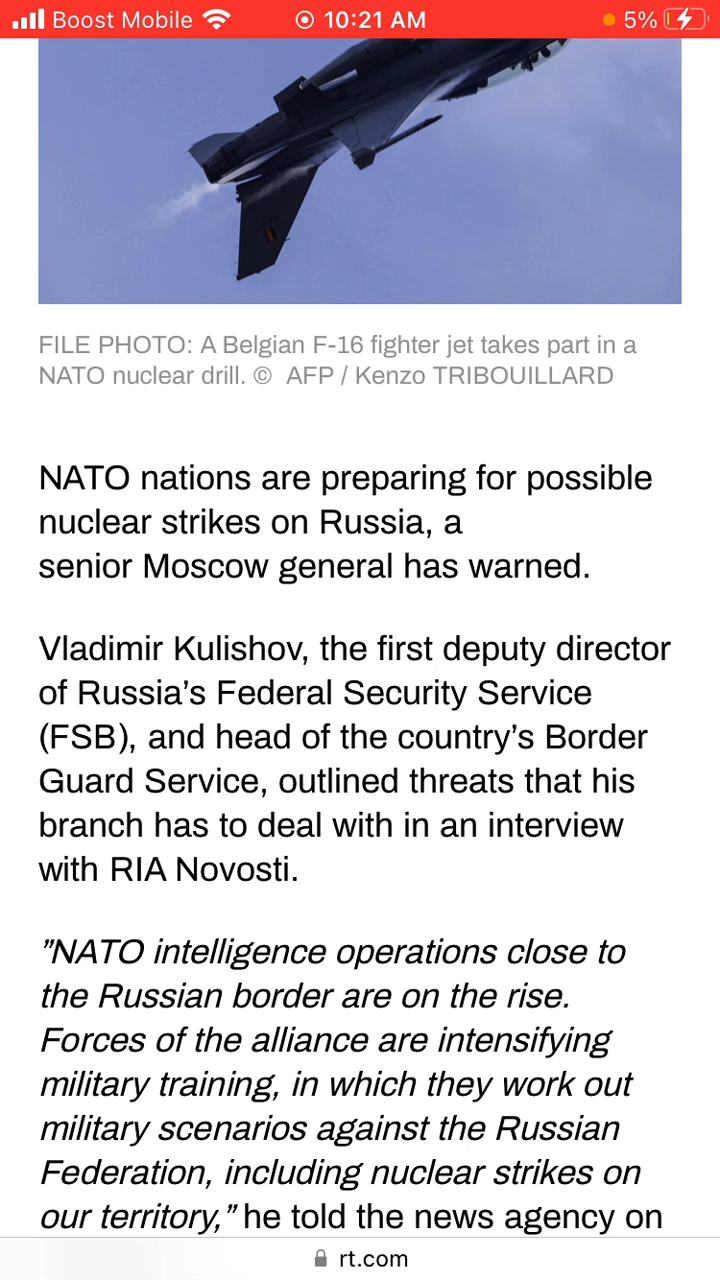 Boost Mobile 10:21 AM 5%
FILE PHOTO: A Belgian F-16 fighter jet takes part in a
NATO nuclear drill. © AFP / Kenzo TRIBOUILLARD
NATO nations are preparing for possible
nuclear strikes on Russia, a
senior Moscow general has warned.
Vladimir Kulishov, the first deputy director
of Russia’s Federal Security Service
(FSB), and head of the country’s Border
Guard Service, outlined threats that his
branch has to deal with in an interview
with RIA Novosti.
”NATO intelligence operations close to
the Russian border are on the rise.
Forces of the alliance are intensifying
military training, in which they work out
military scenarios against the Russian
Federation, including nuclear strikes on
our territory,” he told the news agency on
rt.com